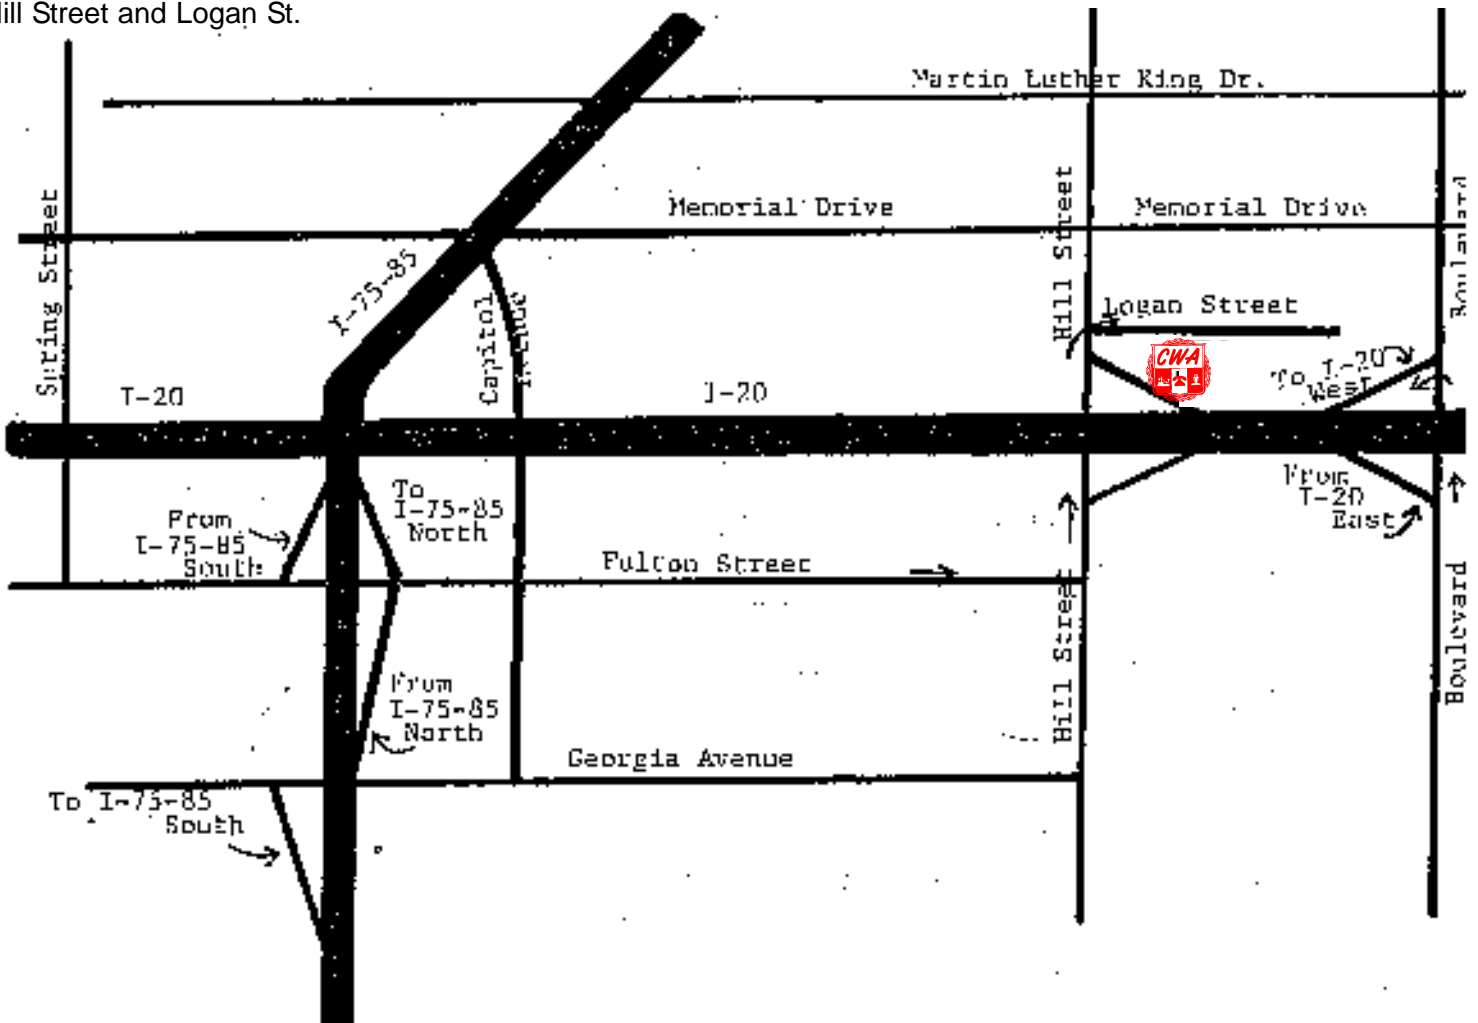 ill Street and Logan St.
Martin Luther King Dr.
Memorial Drive
Memorial Drive
Spring Street
I-75-85
Capitol
Hill Street
Boulevard
Logan Street
CWA
I-20
I-20
To I-20
West
From
I-75-85
South
To
I-75-85
North
From
I-20
East
Fulton Street
Hill Street
Boulevard
From
I-75-85
North
Georgia Avenue
To I-75-85
South